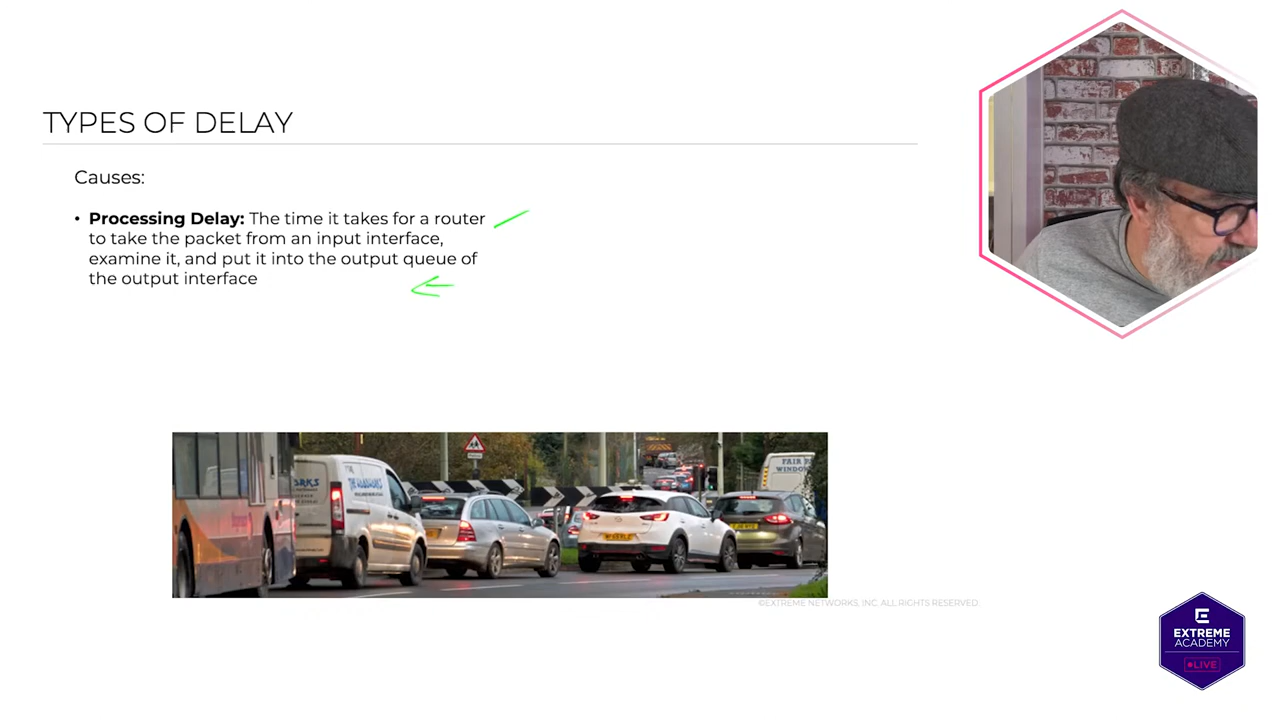 TYPES OF DELAY
Causes:
• Processing Delay: The time it takes for a router
to take the packet from an input interface,
examine it, and put it into the output queue of
the output interface
FAIR
WINDOW
©EXTREME NETWORKS, INC. ALL RIGHTS RESERVED.
E
EXTREME
ACADEMY
LIVE